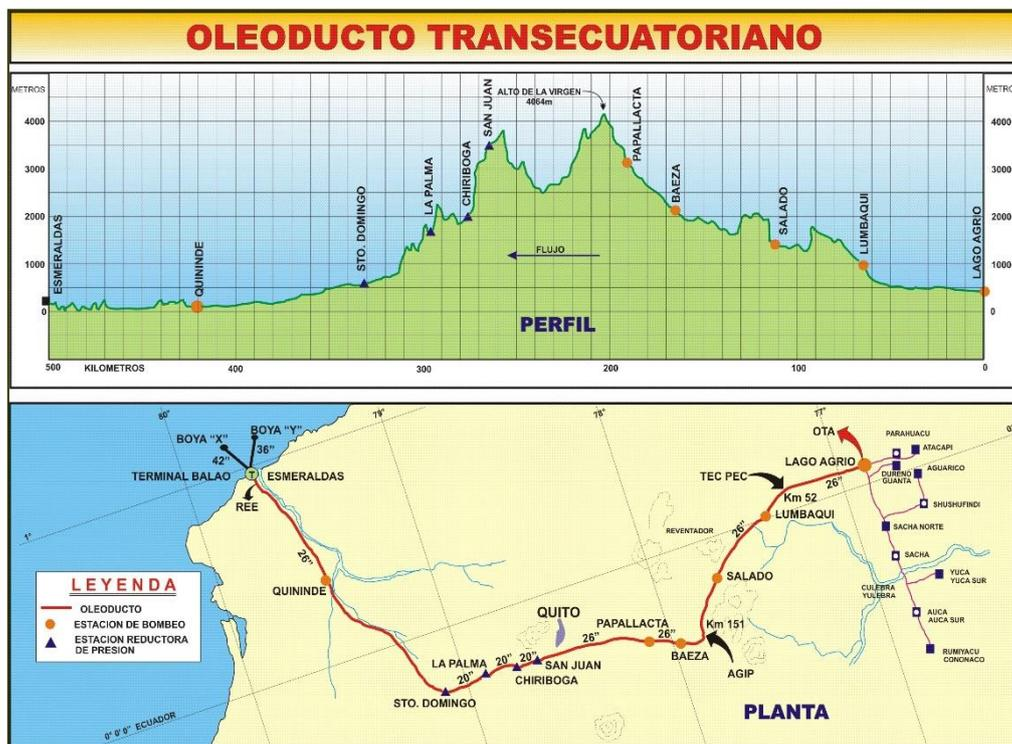 OLEODUCTO TRANSECUATORIANO
METROS
METRO
4000
3000
2000
1000
0
4000
3000
2000
1000
0
ESMERALDAS
QUININDE
STO. DOMINGO
LA PALMA
CHIRIBOGA
SAN JUAN
ALTO DE LA VIRGEN
4064m
PAPALLACTA
BAEZA
SALADO
LUMBAQUI
LAGO AGRIO
FLUJO
PERFIL
500
KILOMETROS
400
300
200
100
0
80°
79°
78°
77°
1°
0° 0' 0" ECUADOR
BOYA "X"
BOYA "Y"
42"
36"
TERMINAL BALAO
T
ESMERALDAS
REE
26"
QUININDE
STO. DOMINGO
20"
LA PALMA
20"
CHIRIBOGA
20"
SAN JUAN
QUITO
26"
PAPALLACTA
26"
BAEZA
AGIP
Km 151
SALADO
REVENTADOR
26"
LUMBAQUI
Km 52
TEC PEC
26"
LAGO AGRIO
OTA
PARAHUACU
ATACAPI
DURENO
GUANTA
AGUARICO
SHUSHUFINDI
SACHA NORTE
SACHA
CULEBRA
YULEBRA
YUCA
YUCA SUR
AUCA
AUCA SUR
RUMIYACU
CONONACO
LEYENDA
OLEODUCTO
ESTACION DE BOMBEO
ESTACION REDUCTORA
DE PRESION
PLANTA